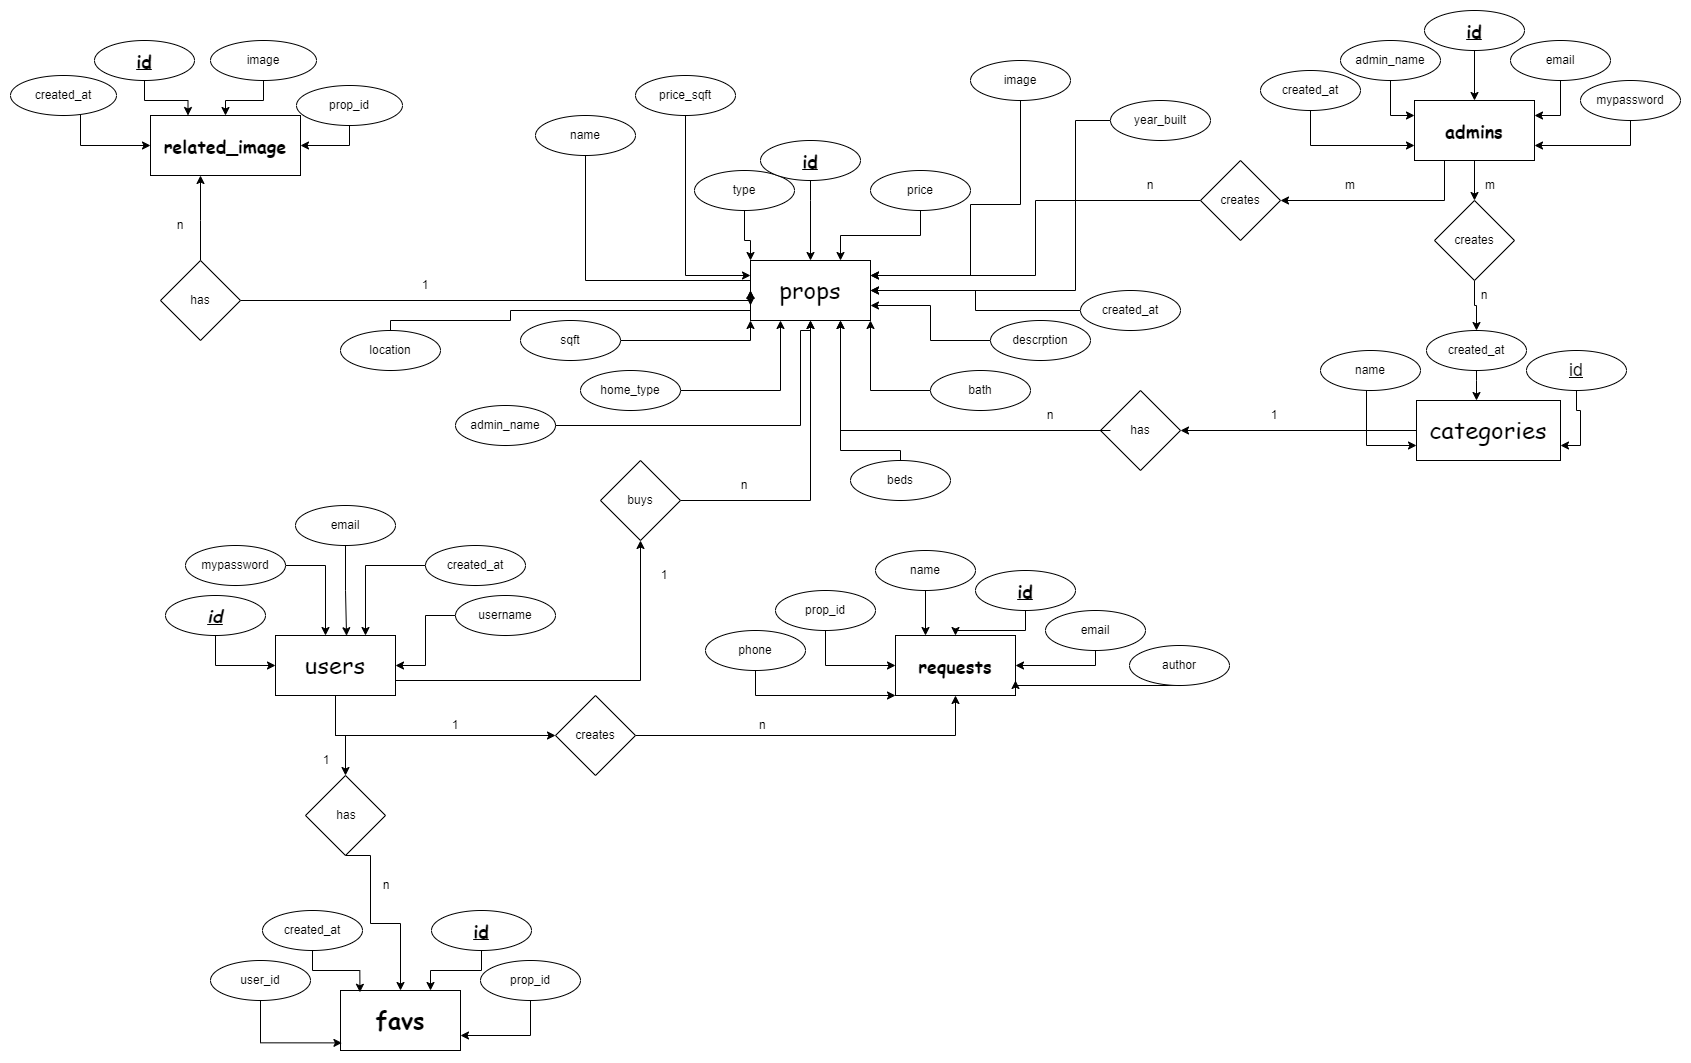 id
image
created_at
prop_id
related_image
n
has
1
location
name
price_sqft
type
id
price
image
year_built
props
created_at
descrption
sqft
home_type
admin_name
bath
beds
n
creates
m
id
admin_name
email
created_at
mypassword
admins
m
creates
n
created_at
name
id
categories
1
has
n
buys
n
1
email
mypassword
created_at
id
username
users
1
creates
n
name
id
prop_id
email
phone
author
requests
1
has
n
created_at
id
user_id
prop_id
favs